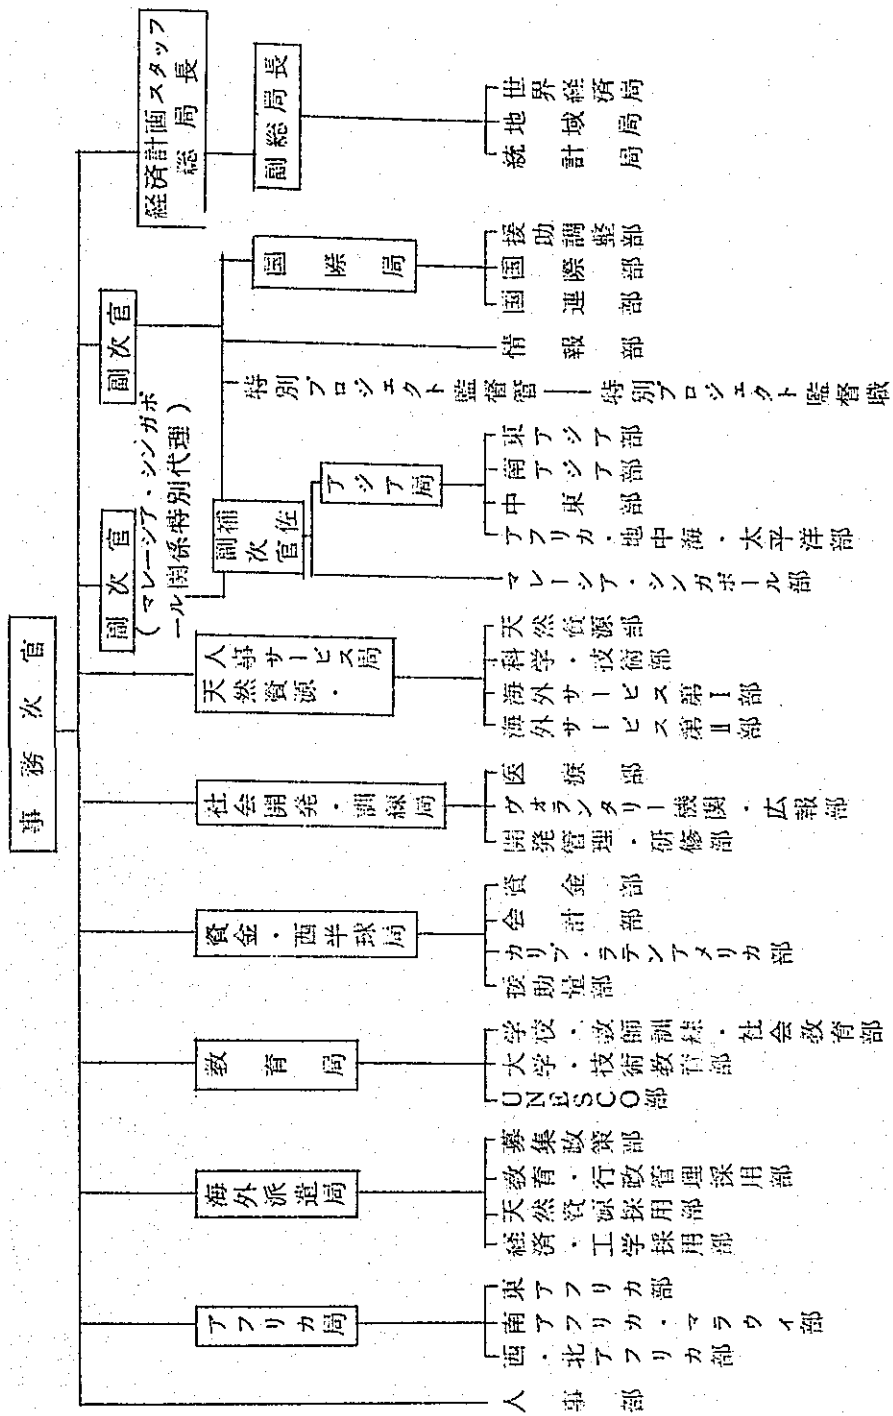 事務次官
経済計画スタッフ
総局長
副総局長
世界経済局
地域局
統計局
副次官
国際局
援助調整部
国際部
国連部
情報部
特別プロジェクト監督管
特別プロジェクト監督職
副次官
(マレーシア・シンガポ
ール関係特別代理)
副次官
補佐
アジア局
東アジア部
南アジア部
中東部
アフリカ・地中海・太平洋部
マレーシア・シンガポール部
天然資源・
人事サービス局
天然資源部
科学・技術部
海外サービス第I部
海外サービス第II部
社会開発・訓練局
医療部
ヴォランタリー機関・広報部
開発管理・研修部
資金・西半球局
資金部
会計部
カリブ・ラテンアメリカ部
援助量部
教育局
学校・教師訓練・社会教育部
大学・技術教育部
UNESCO部
海外派遣局
募集政策部
教育・行政管理採用部
天然資源採用部
経済・工学採用部
アフリカ局
東アフリカ部
南アフリカ・マラウィ部
西・北アフリカ部
人事部